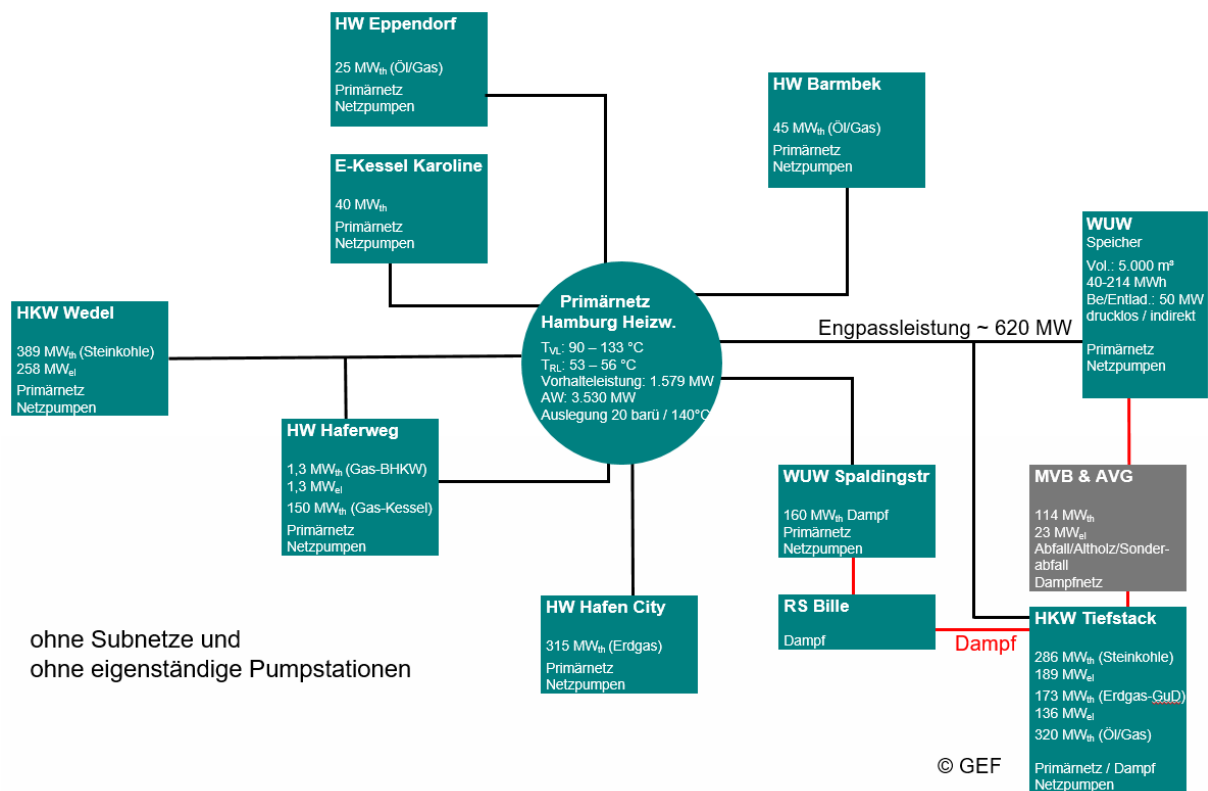 HW Eppendorf
25 MWth (Öl/Gas)
Primärnetz
Netzpumpen
HW Barmbek
45 MWth (Öl/Gas)
Primärnetz
Netzpumpen
E-Kessel Karoline
40 MWth
Primärnetz
Netzpumpen
WUW
Speicher
Vol.: 5.000 m³
40-214 MWh
Be/Entlad.: 50 MW
drucklos / indirekt
Primärnetz
Netzpumpen
HKW Wedel
389 MWth (Steinkohle)
258 MWel
Primärnetz
Netzpumpen
Primärnetz
Hamburg Heizw.
TVL: 90 – 133 °C
TRL: 53 – 56 °C
Vorhalteleistung: 1.579 MW
AW: 3.530 MW
Auslegung 20 barü / 140°C
Engpassleistung ~ 620 MW
HW Haferweg
1,3 MWth (Gas-BHKW)
1,3 MWel
150 MWth (Gas-Kessel)
Primärnetz
Netzpumpen
WUW Spaldingstr
160 MWth Dampf
Primärnetz
Netzpumpen
MVB & AVG
114 MWth
23 MWel
Abfall/Altholz/Sonder-
abfall
Dampfnetz
HW Hafen City
315 MWth (Erdgas)
Primärnetz
Netzpumpen
RS Bille
Dampf
Dampf
HKW Tiefstack
286 MWth (Steinkohle)
189 MWel
173 MWth (Erdgas-GuD)
136 MWel
320 MWth (Öl/Gas)
Primärnetz / Dampf
Netzpumpen
ohne Subnetze und
ohne eigenständige Pumpstationen
© GEF